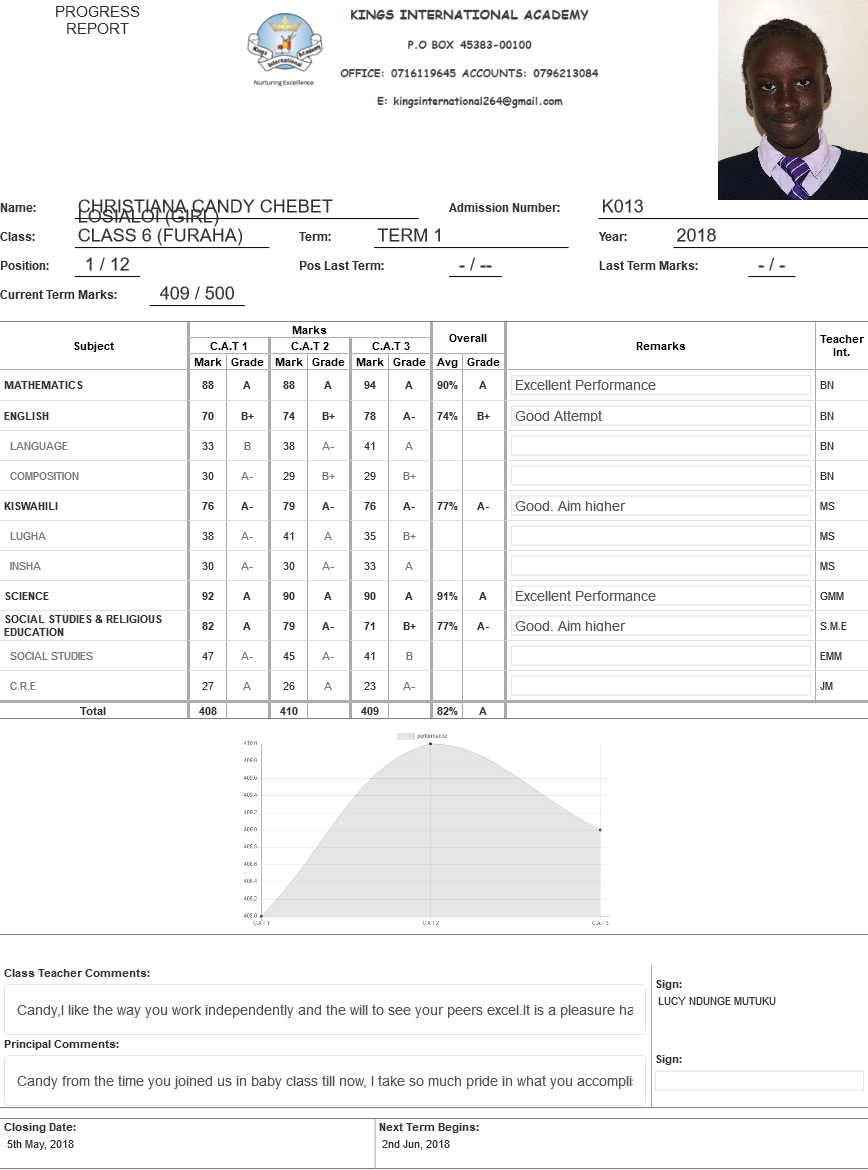 PROGRESS
REPORT
Kings International Academy
Nurturing Excellence
KINGS INTERNATIONAL ACADEMY
P.O BOX 45383-00100
OFFICE: 0716119645 ACCOUNTS: 0796213084
E: kingsinternational264@gmail.com
Name: CHRISTIANA CANDY CHEBET LOSIALOI (GIRL) Admission Number: K013
Class: CLASS 6 (FURAHA) Term: TERM 1 Year: 2018
Position: 1 / 12 Pos Last Term: - / -- Last Term Marks: - / -
Current Term Marks: 409 / 500
Subject Marks Overall Remarks Teacher Int.
C.A.T 1 C.A.T 2 C.A.T 3
Mark Grade Mark Grade Mark Grade Avg Grade
MATHEMATICS 88 A 88 A 94 A 90% A Excellent Performance BN
ENGLISH 70 B+ 74 B+ 78 A- 74% B+ Good Attempt BN
LANGUAGE 33 B 38 A- 41 A BN
COMPOSITION 30 A- 29 B+ 29 B+ BN
KISWAHILI 76 A- 79 A- 76 A- 77% A- Good. Aim higher MS
LUGHA 38 A- 41 A 35 B+ MS
INSHA 30 A- 30 A- 33 A MS
SCIENCE 92 A 90 A 90 A 91% A Excellent Performance GMM
SOCIAL STUDIES & RELIGIOUS EDUCATION 82 A 79 A- 71 B+ 77% A- Good. Aim higher S.M.E
SOCIAL STUDIES 47 A- 45 A- 41 B EMM
C.R.E 27 A 26 A 23 A- JM
Total 408 410 409 82% A
performance
410.0
409.8
409.6
409.4
409.2
409.0
408.8
408.6
408.4
408.2
408.0
C.A.T 1 C.A.T 2 C.A.T 3
Class Teacher Comments:
Candy,I like the way you work independently and the will to see your peers excel.It is a pleasure ha
Sign:
LUCY NDUNGE MUTUKU
Principal Comments:
Candy from the time you joined us in baby class till now, I take so much pride in what you accomplis
Sign:
Closing Date: Next Term Begins:
5th May, 2018 2nd Jun, 2018